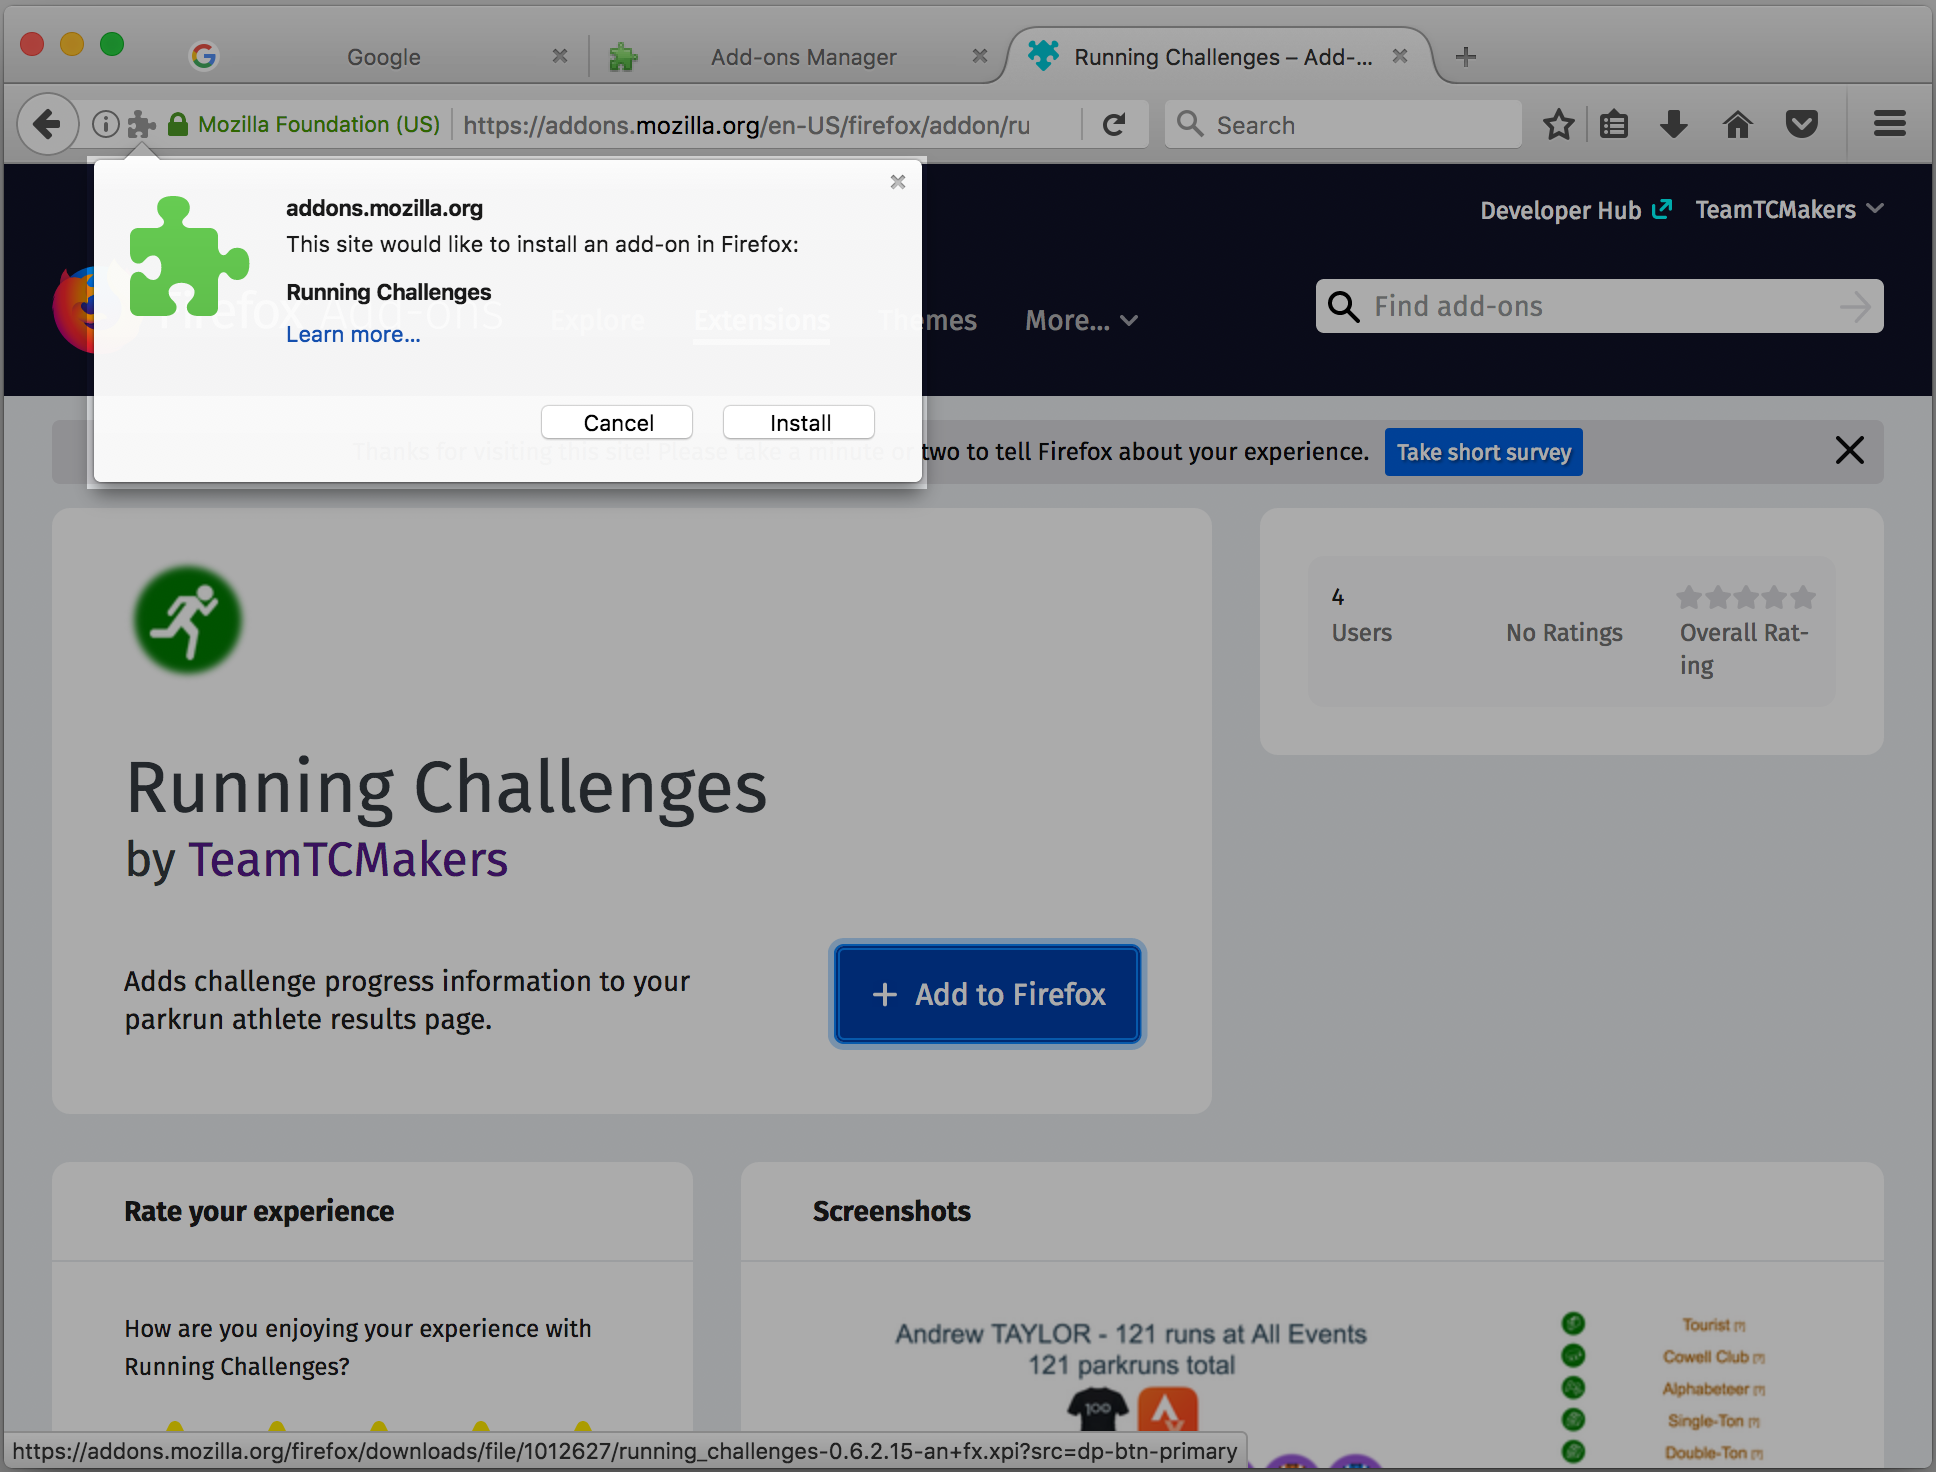 Google
Add-ons Manager
Running Challenges – Add-...
Mozilla Foundation (US)
https://addons.mozilla.org/en-US/firefox/addon/ru
Search
addons.mozilla.org
This site would like to install an add-on in Firefox:
Running Challenges
Learn more...
Cancel
Install
Developer Hub
TeamTCMakers
Firefox Add-ons
Explore
Extensions
Themes
More...
Find add-ons
Thanks for visiting this site! Please take a minute or two to tell Firefox about your experience.
Take short survey
Running Challenges
by TeamTCMakers
Adds challenge progress information to your
parkrun athlete results page.
+ Add to Firefox
4
Users
No Ratings
Overall Rat-
ing
Rate your experience
How are you enjoying your experience with
Running Challenges?
Screenshots
Andrew TAYLOR - 121 runs at All Events
121 parkruns total
100
Tourist [?]
Cowell Club [?]
Alphabeteer [?]
Single-Ton [?]
Double-Ton [?]
https://addons.mozilla.org/firefox/downloads/file/1012627/running_challenges-0.6.2.15-an+fx.xpi?src=dp-btn-primary